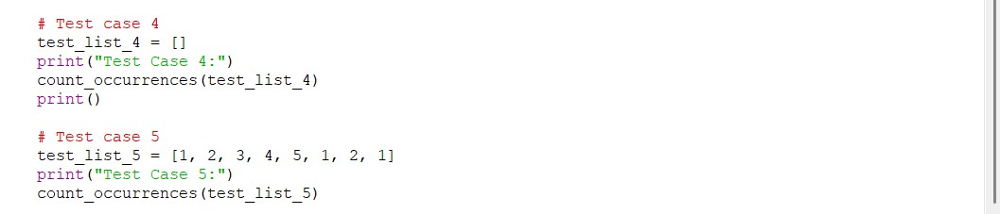 # Test case 4
test_list_4 = []
print("Test Case 4:")
count_occurrences(test_list_4)
print()
# Test case 5
test_list_5 = [1, 2, 3, 4, 5, 1, 2, 1]
print("Test Case 5:")
count_occurrences(test_list_5)